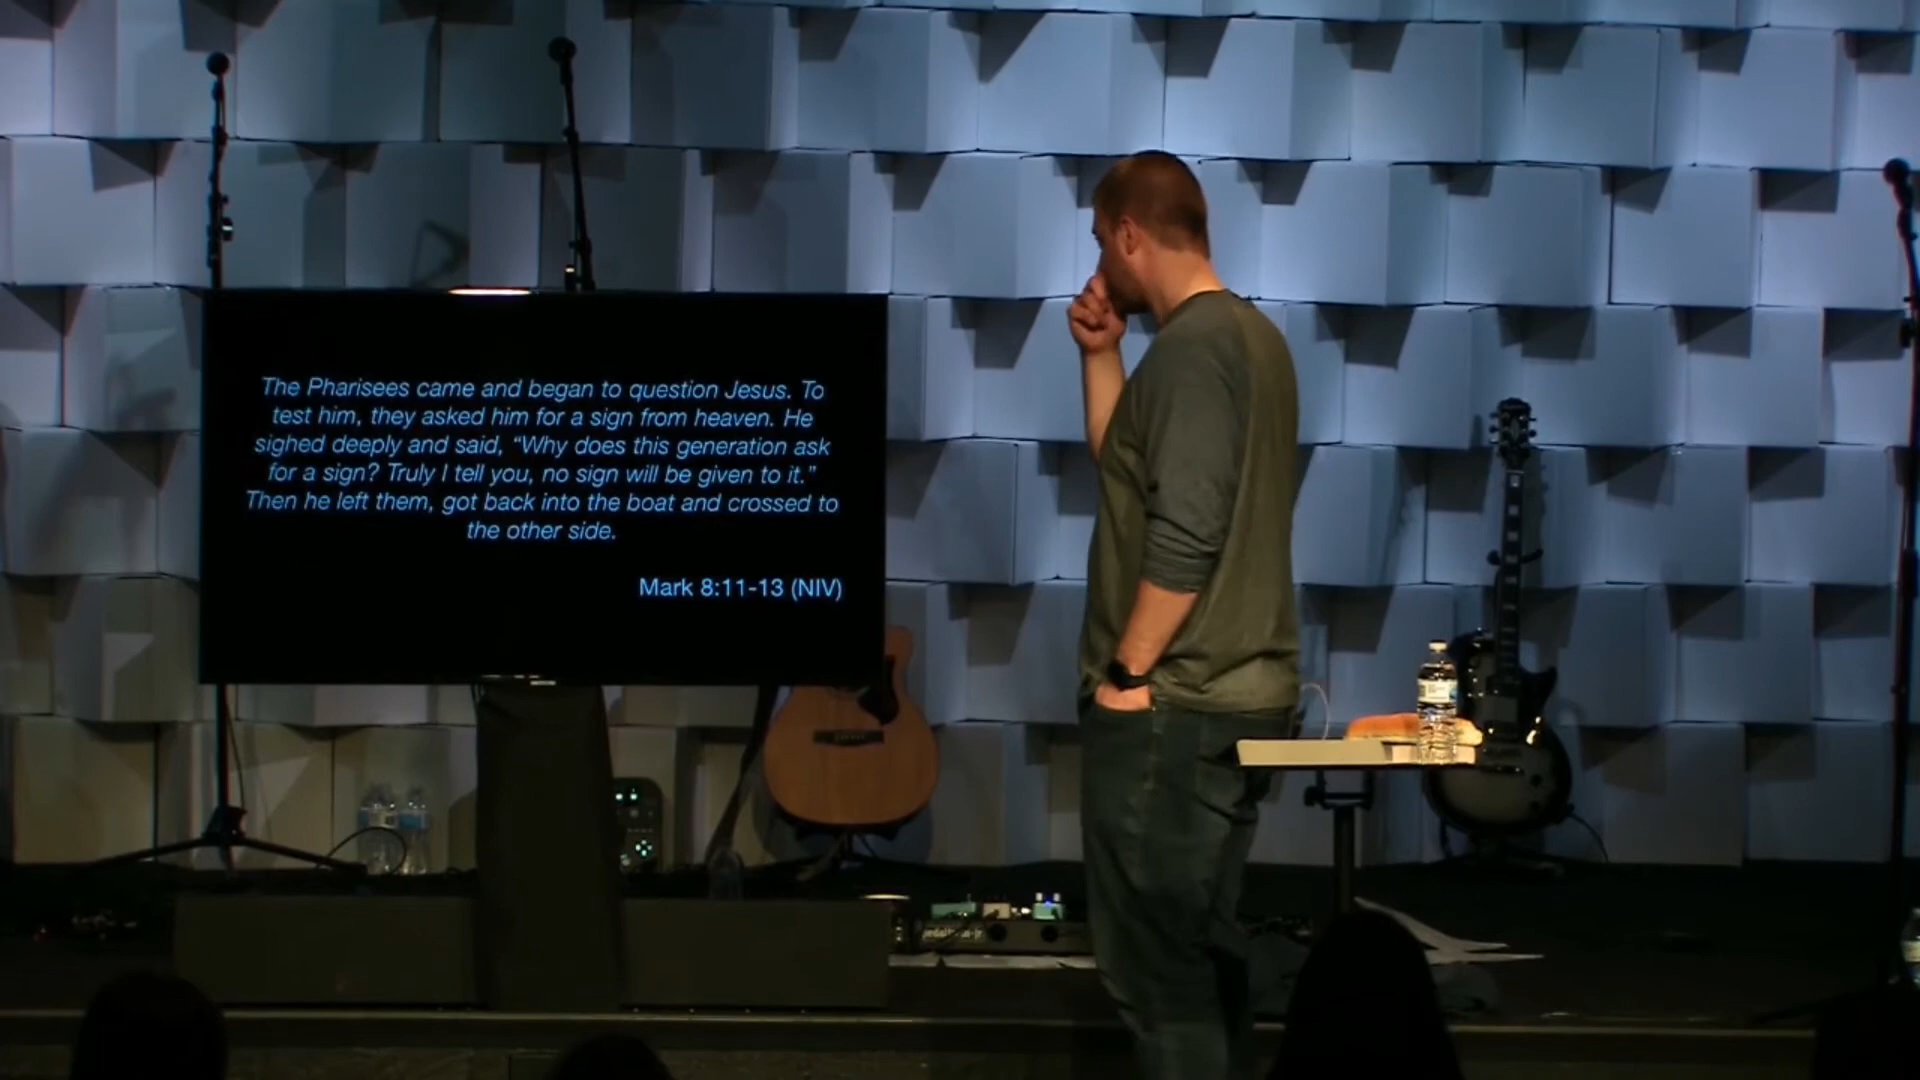 The Pharisees came and began to question Jesus. To
test him, they asked him for a sign from heaven. He
sighed deeply and said, “Why does this generation ask
for a sign? Truly I tell you, no sign will be given to it.”
Then he left them, got back into the boat and crossed to
the other side.
Mark 8:11-13 (NIV)